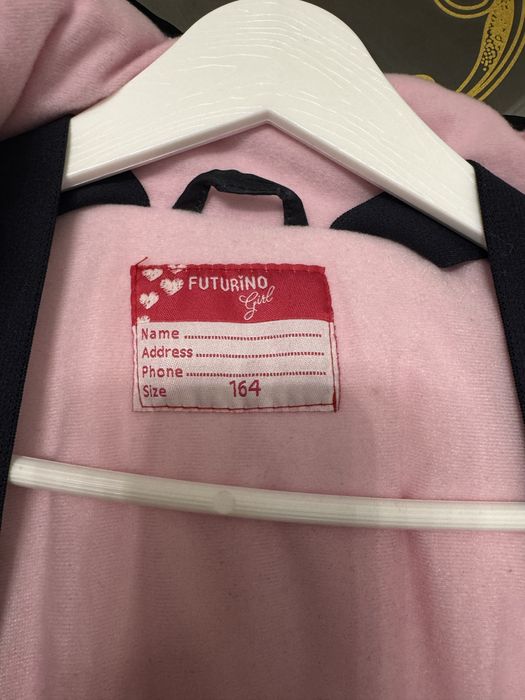 FUTURiNO
Girl
Name
Address
Phone
Size 164